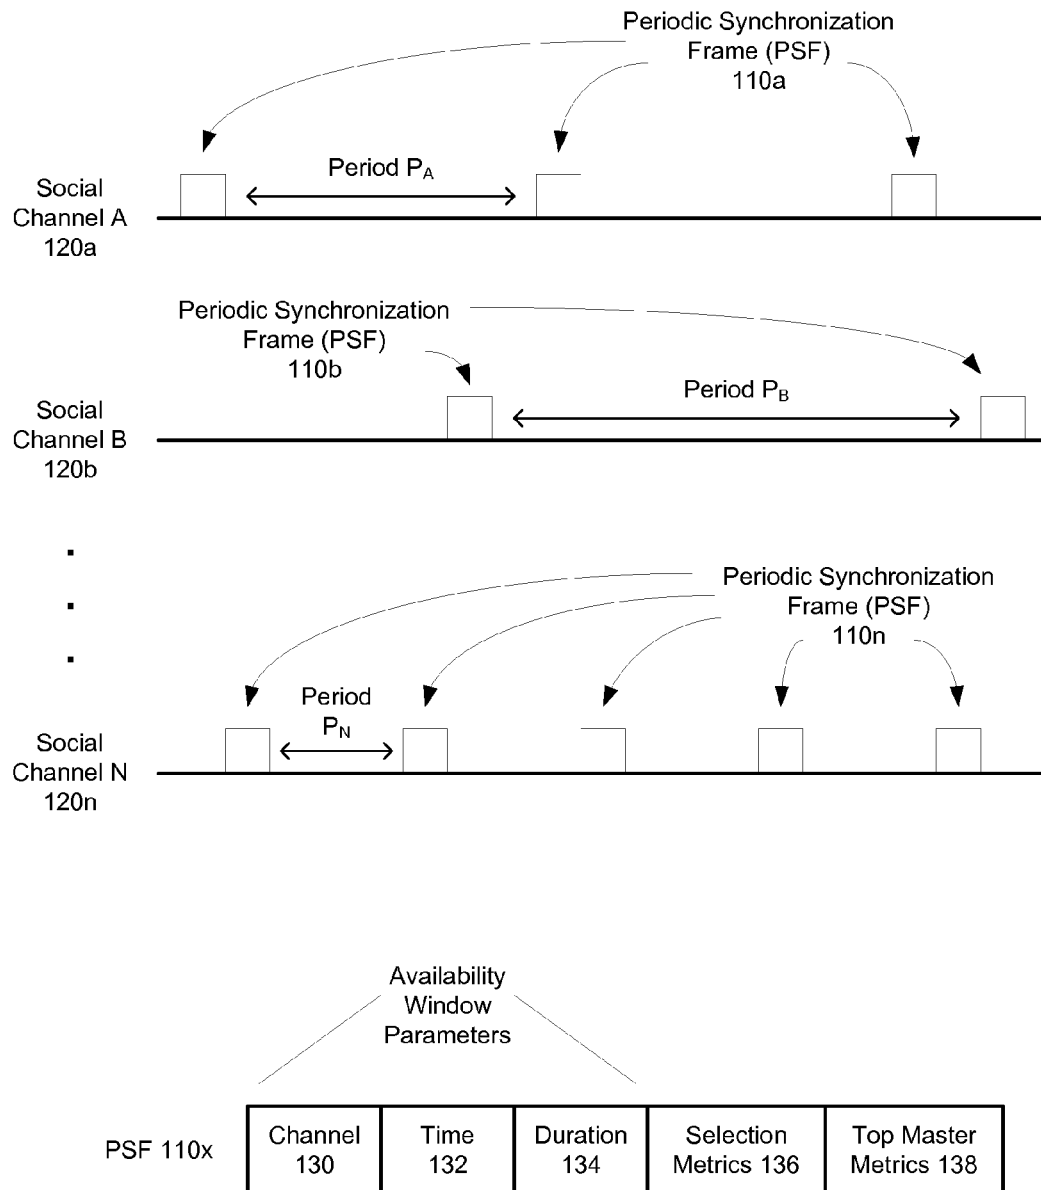 Periodic Synchronization
Frame (PSF)
110a
Period PA
Social
Channel A
120a
Periodic Synchronization
Frame (PSF)
110b
Period PB
Social
Channel B
120b
Periodic Synchronization
Frame (PSF)
110n
Period
PN
Social
Channel N
120n
Availability
Window
Parameters
PSF 110x
Channel
130
Time
132
Duration
134
Selection
Metrics 136
Top Master
Metrics 138